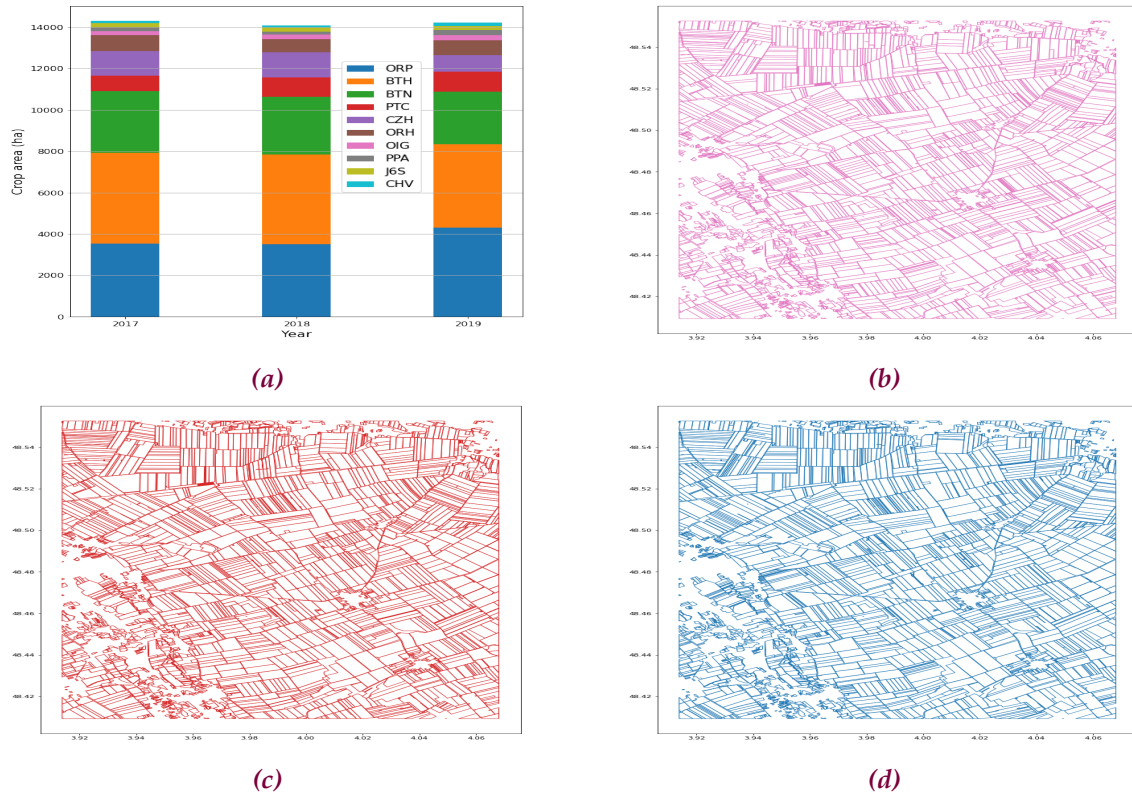 14000
12000
10000
8000
6000
4000
2000
0
Crop area (ha)
ORP
BTH
BTN
PTC
CZH
ORH
OIG
PPA
J6S
CHV
2017 2018 2019
Year
(a)
48.54
48.52
48.50
48.48
48.46
48.44
48.42
3.92 3.94 3.96 3.98 4.00 4.02 4.04 4.06
(b)
48.54
48.52
48.50
48.48
48.46
48.44
48.42
3.92 3.94 3.96 3.98 4.00 4.02 4.04 4.06
(c)
48.54
48.52
48.50
48.48
48.46
48.44
48.42
3.92 3.94 3.96 3.98 4.00 4.02 4.04 4.06
(d)